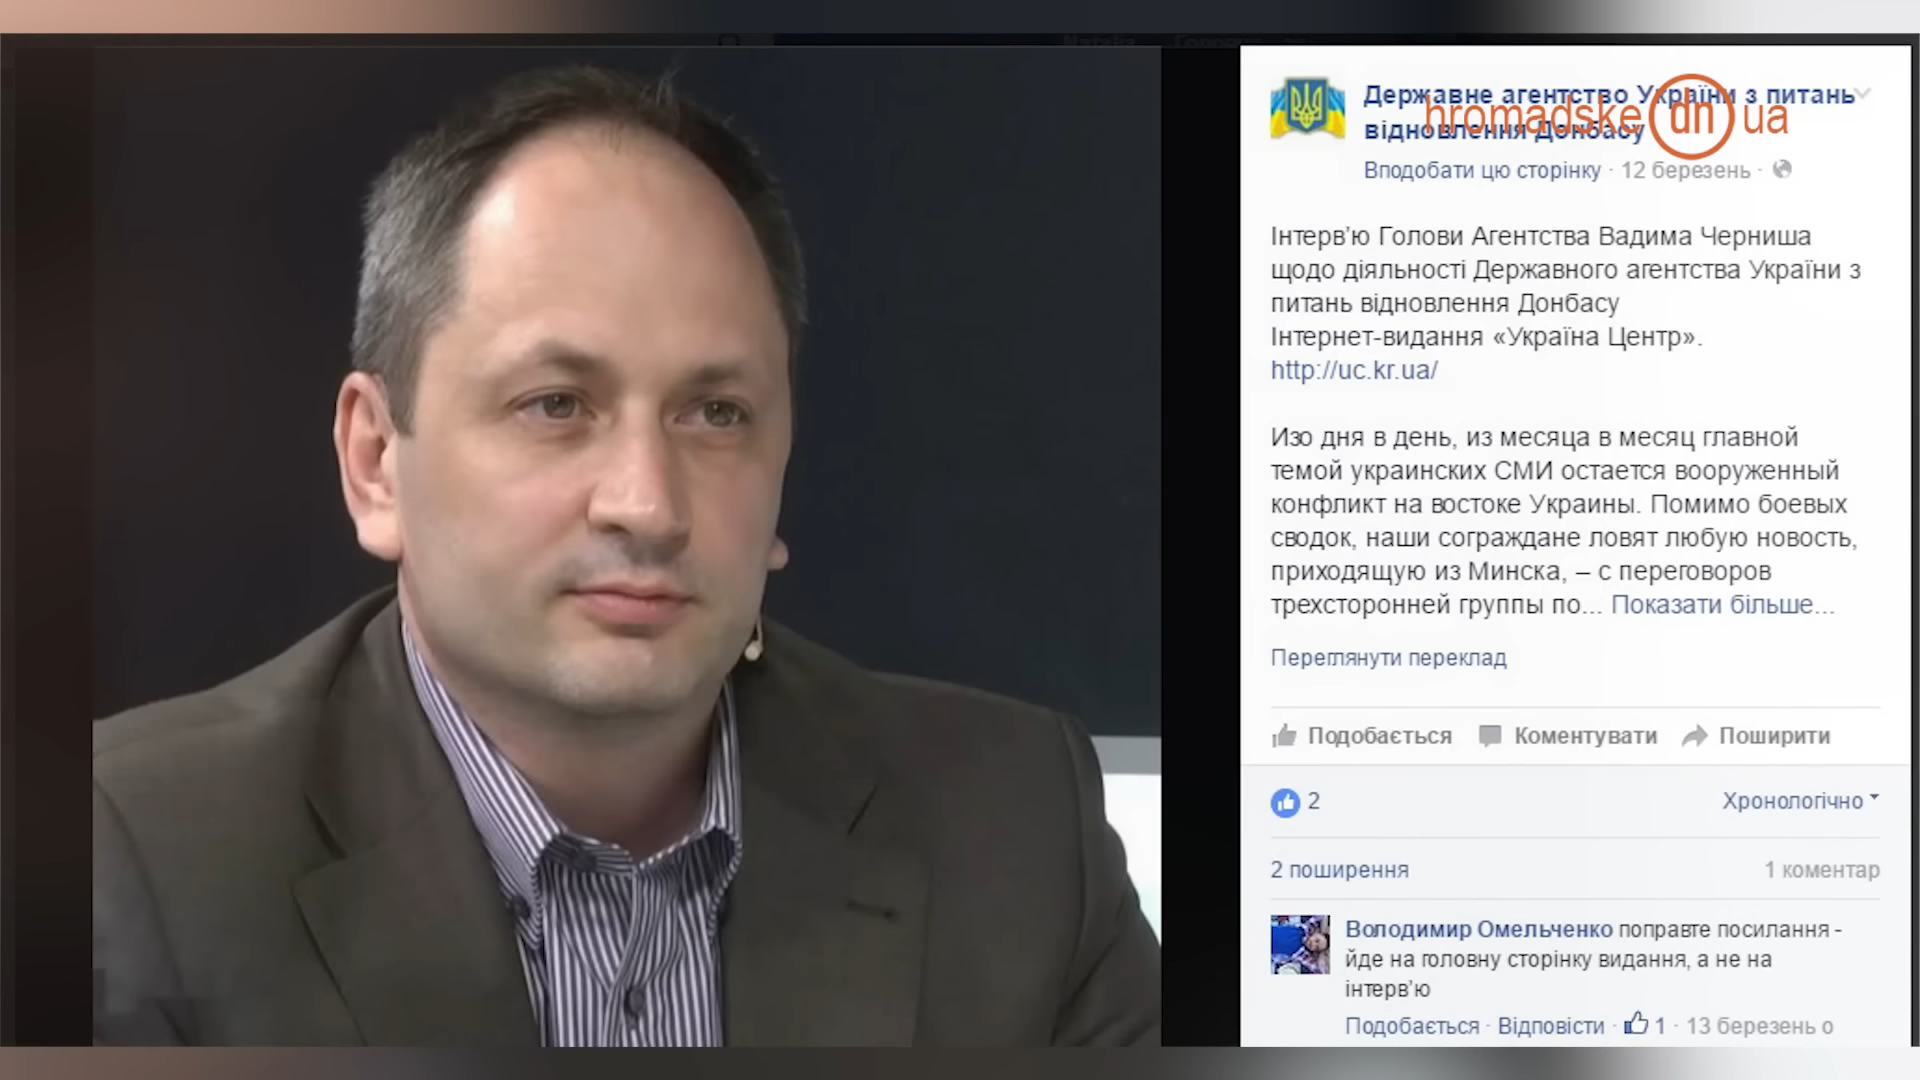 Державне агентство України з питань
відновлення Донбасу
hromadske dn ua
Вподобати цю сторінку · 12 березень ·
Інтерв'ю Голови Агентства Вадима Черниша
щодо діяльності Державного агентства України з
питань відновлення Донбасу
Інтернет-видання «Україна Центр».
http://uc.kr.ua/
Изо дня в день, из месяца в месяц главной
темой украинских СМИ остается вооруженный
конфликт на востоке Украины. Помимо боевых
сводок, наши сограждане ловят любую новость,
приходящую из Минска, – с переговоров
трехсторонней группы по... Показати більше...
Переглянути переклад
Подобається Коментувати Поширити
2 Хронологічно
2 поширення 1 коментар
Володимир Омельченко поправте посилання -
йде на головну сторінку видання, а не на
інтерв'ю
Подобається · Відповісти · 1 · 13 березень о